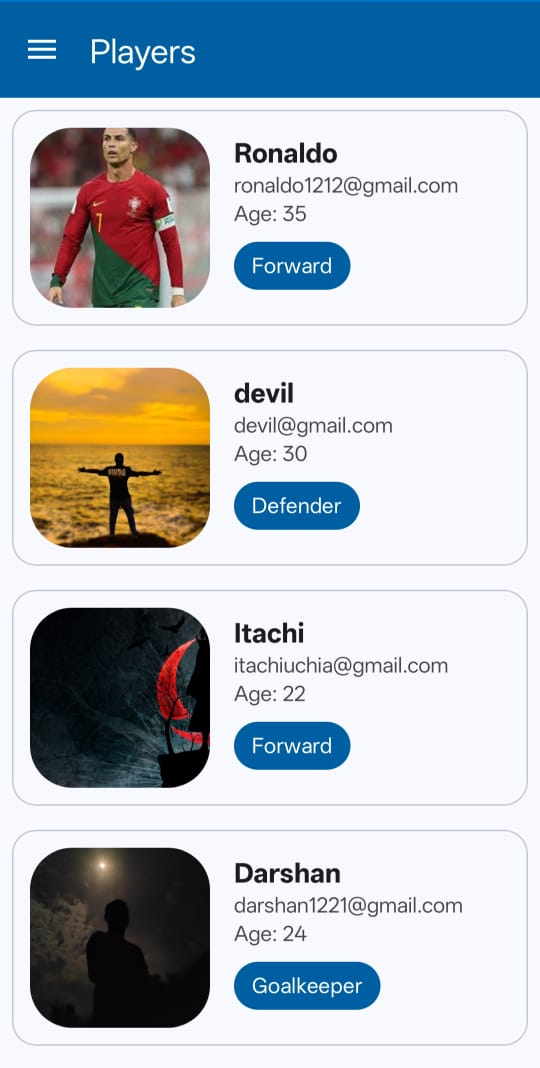 Players
Ronaldo
ronaldo1212@gmail.com
Age: 35
7
Forward
devil
devil@gmail.com
Age: 30
Defender
Itachi
itachiuchia@gmail.com
Age: 22
Forward
Darshan
darshan1221@gmail.com
Age: 24
Goalkeeper